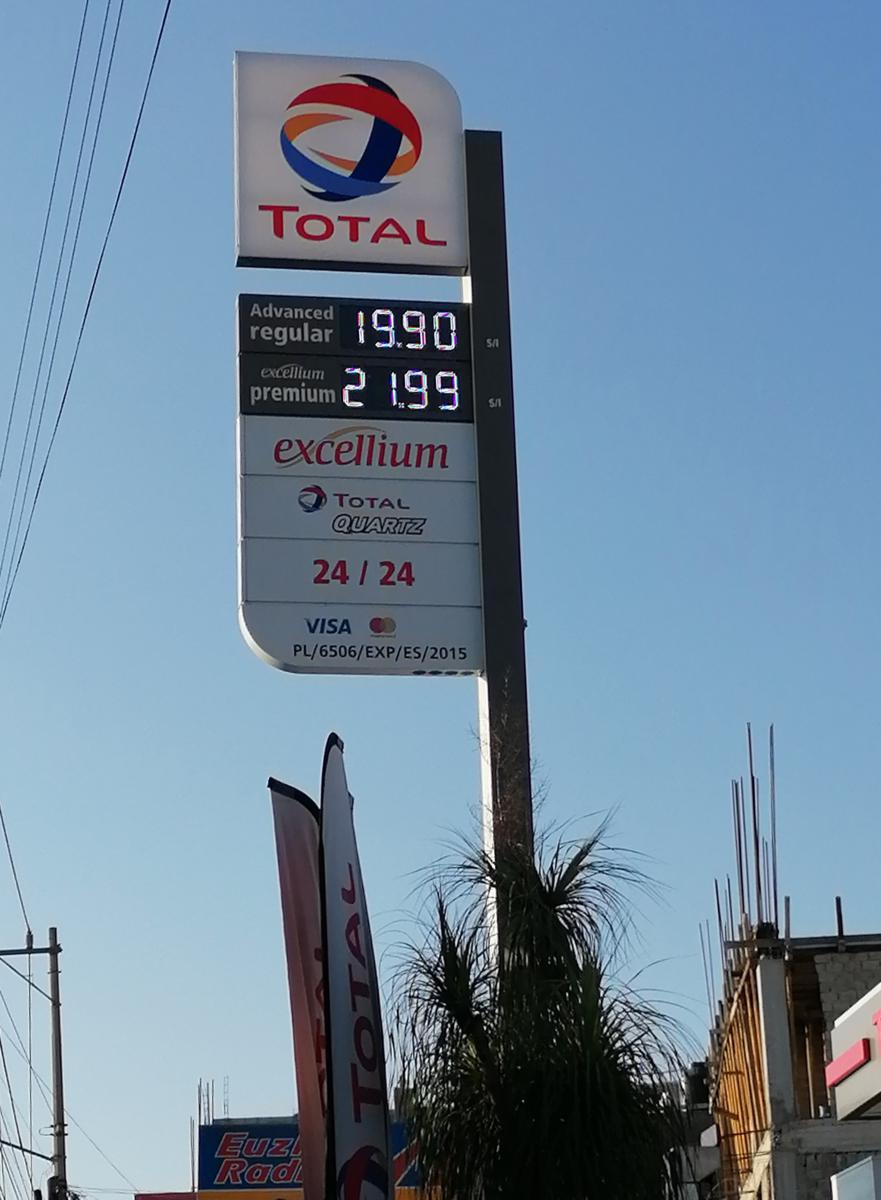 TOTAL
Advanced
regular 19.90
S/I
excellium
premium 21.99
S/I
excellium
TOTAL
QUARTZ
24 / 24
VISA
PL/6506/EXP/ES/2015
TOTAL